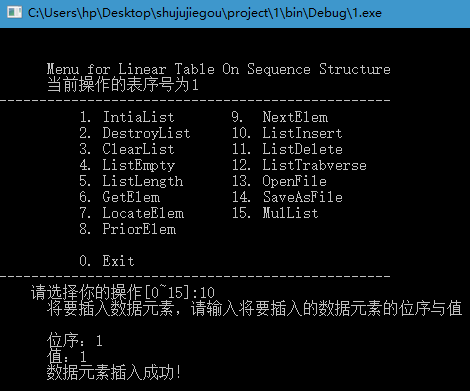 C:\Users\hp\Desktop\shujujiegou\project\1\bin\Debug\1.exe
Menu for Linear Table On Sequence Structure
当前操作的表序号为1
-------------------------------------------------
1. IntiaList 9. NextElem
2. DestroyList 10. ListInsert
3. ClearList 11. ListDelete
4. ListEmpty 12. ListTrabverse
5. ListLength 13. OpenFile
6. GetElem 14. SaveAsFile
7. LocateElem 15. MulList
8. PriorElem
0. Exit
-------------------------------------------------
请选择你的操作[0~15]:10
将要插入数据元素，请输入将要插入的数据元素的位序与值
位序：1
值：1
数据元素插入成功！